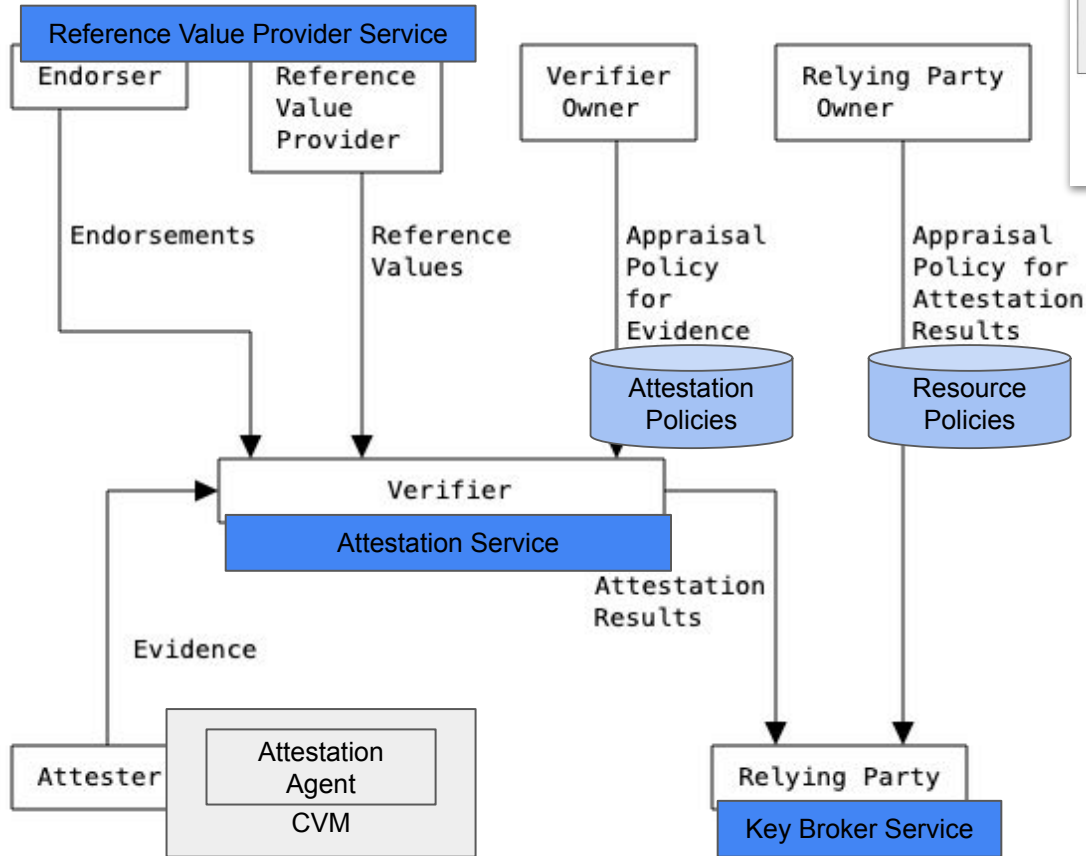 Reference Value Provider Service
Endorser
Reference
Value
Provider
Verifier
Owner
Relying Party
Owner
Endorsements
Reference
Values
Appraisal
Policy
for
Evidence
Appraisal
Policy for
Attestation
Results
Attestation
Policies
Resource
Policies
Verifier
Attestation Service
Attestation
Results
Evidence
Attester
Attestation
Agent
CVM
Relying Party
Key Broker Service